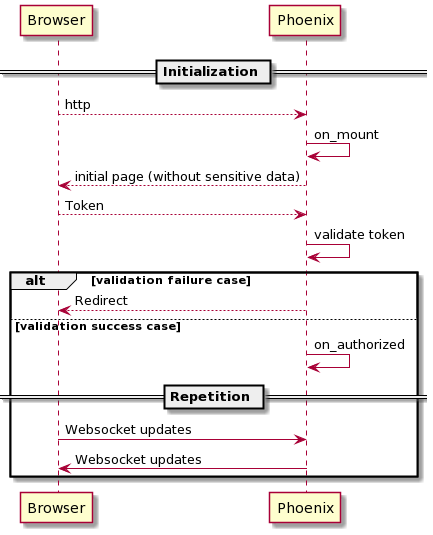 Browser
Phoenix
Initialization
http
on_mount
initial page (without sensitive data)
Token
validate token
alt
[validation failure case]
Redirect
[validation success case]
on_authorized
Repetition
Websocket updates
Websocket updates
Browser
Phoenix